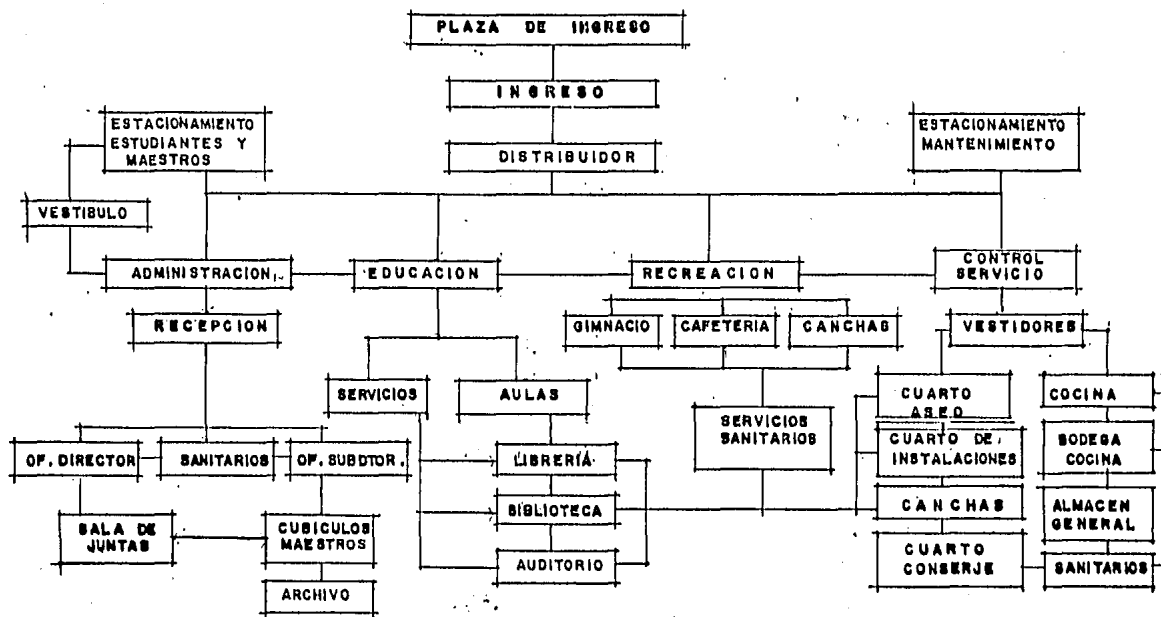 PLAZA DE INGRESO
INGRESO
ESTACIONAMIENTO
ESTUDIANTES Y
MAESTROS
ESTACIONAMIENTO
MANTENIMIENTO
DISTRIBUIDOR
VESTIBULO
ADMINISTRACION
EDUCACION
RECREACION
CONTROL
SERVICIO
RECEPCION
GIMNACIO
CAFETERIA
CANCHAS
VESTIDORES
SERVICIOS
AULAS
SERVICIOS
SANITARIOS
CUARTO
ASEO
COCINA
OF. DIRECTOR
SANITARIOS
OF. SUBDTOR.
LIBRERÍA
CUARTO DE
INSTALACIONES
BODEGA
COCINA
BIBLIOTECA
CANCHAS
ALMACEN
GENERAL
SALA DE
JUNTAS
CUBICULOS
MAESTROS
AUDITORIO
CUARTO
CONSERJE
SANITARIOS
ARCHIVO